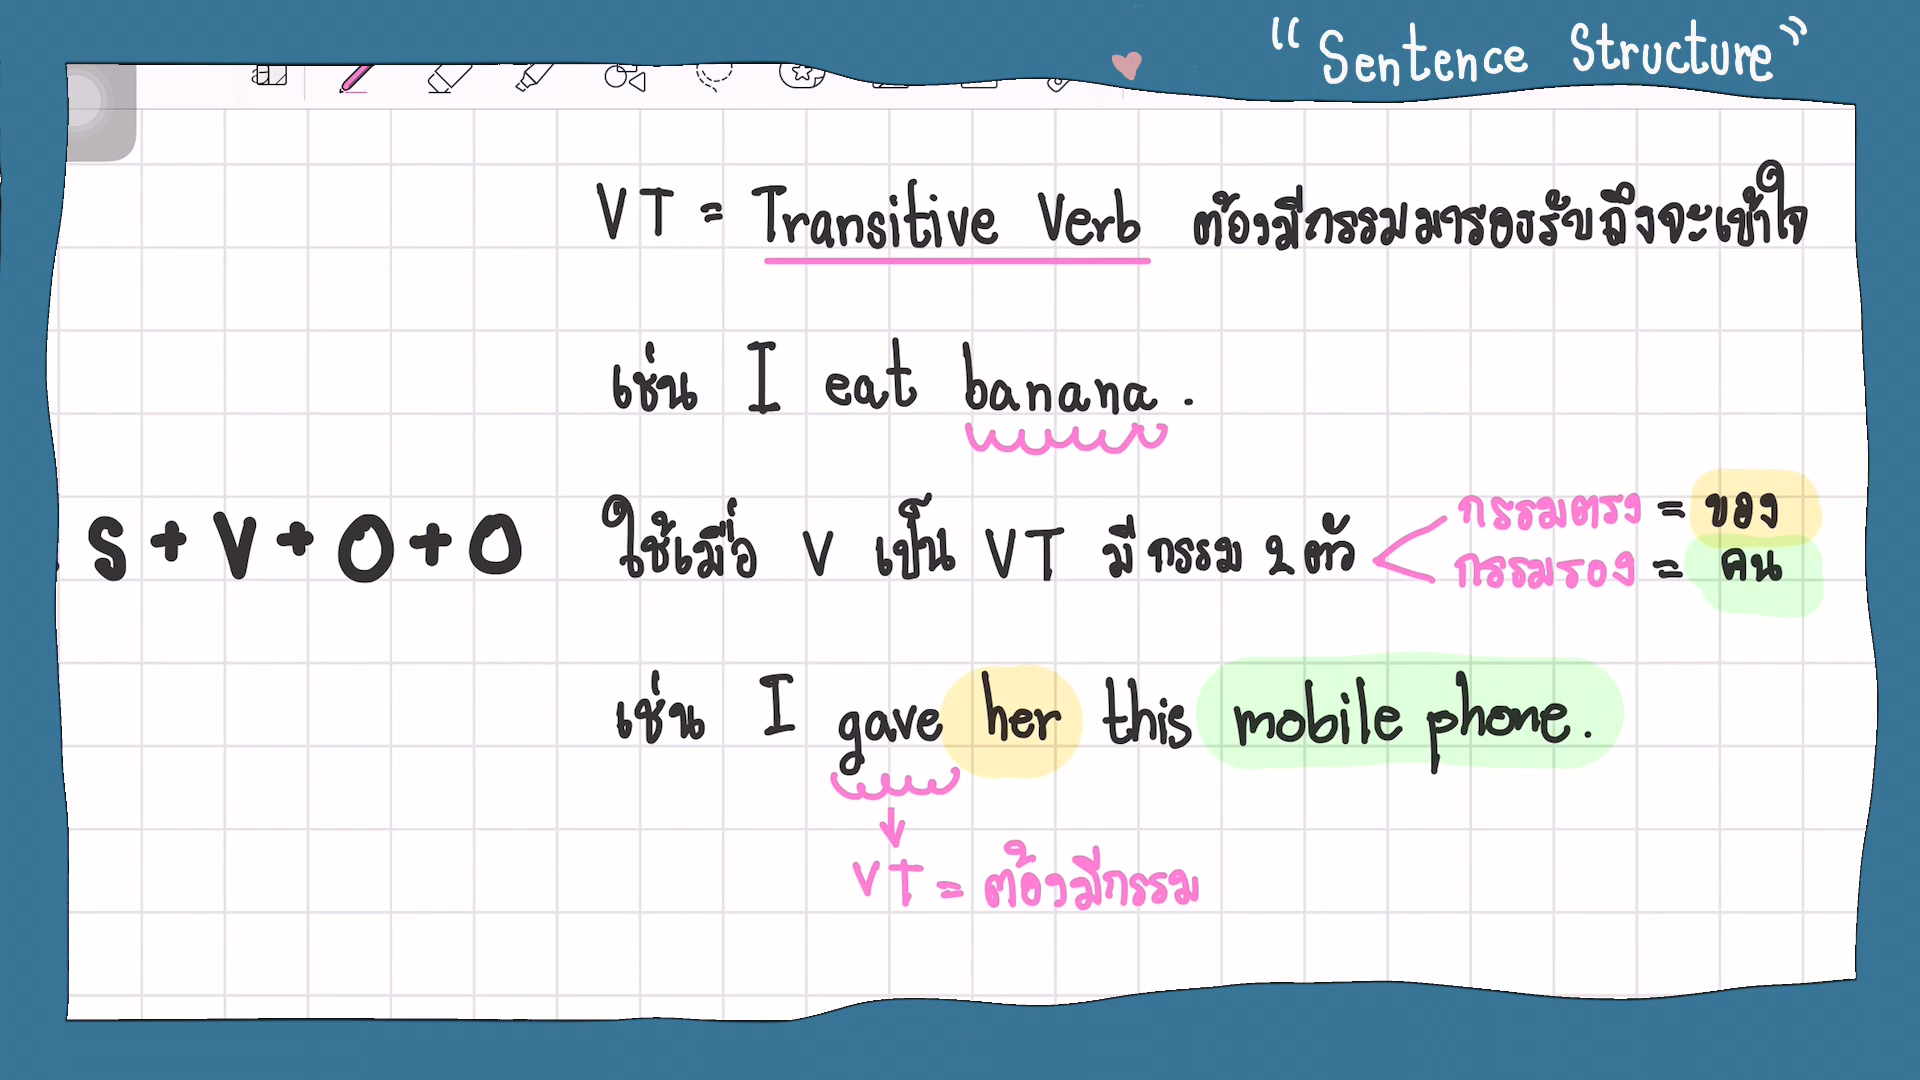 "Sentence Structure"
VT = Transitive Verb ต้องมีกรรมมารองรับถึงจะเข้าใจ
เช่น I eat banana.
S + V + O + O ใช้เมื่อ V เป็น VT มีกรรม 2 ตัว
กรรมตรง = ของ
กรรมรอง = คน
เช่น I gave her this mobile phone.
VT = ต้องมีกรรม